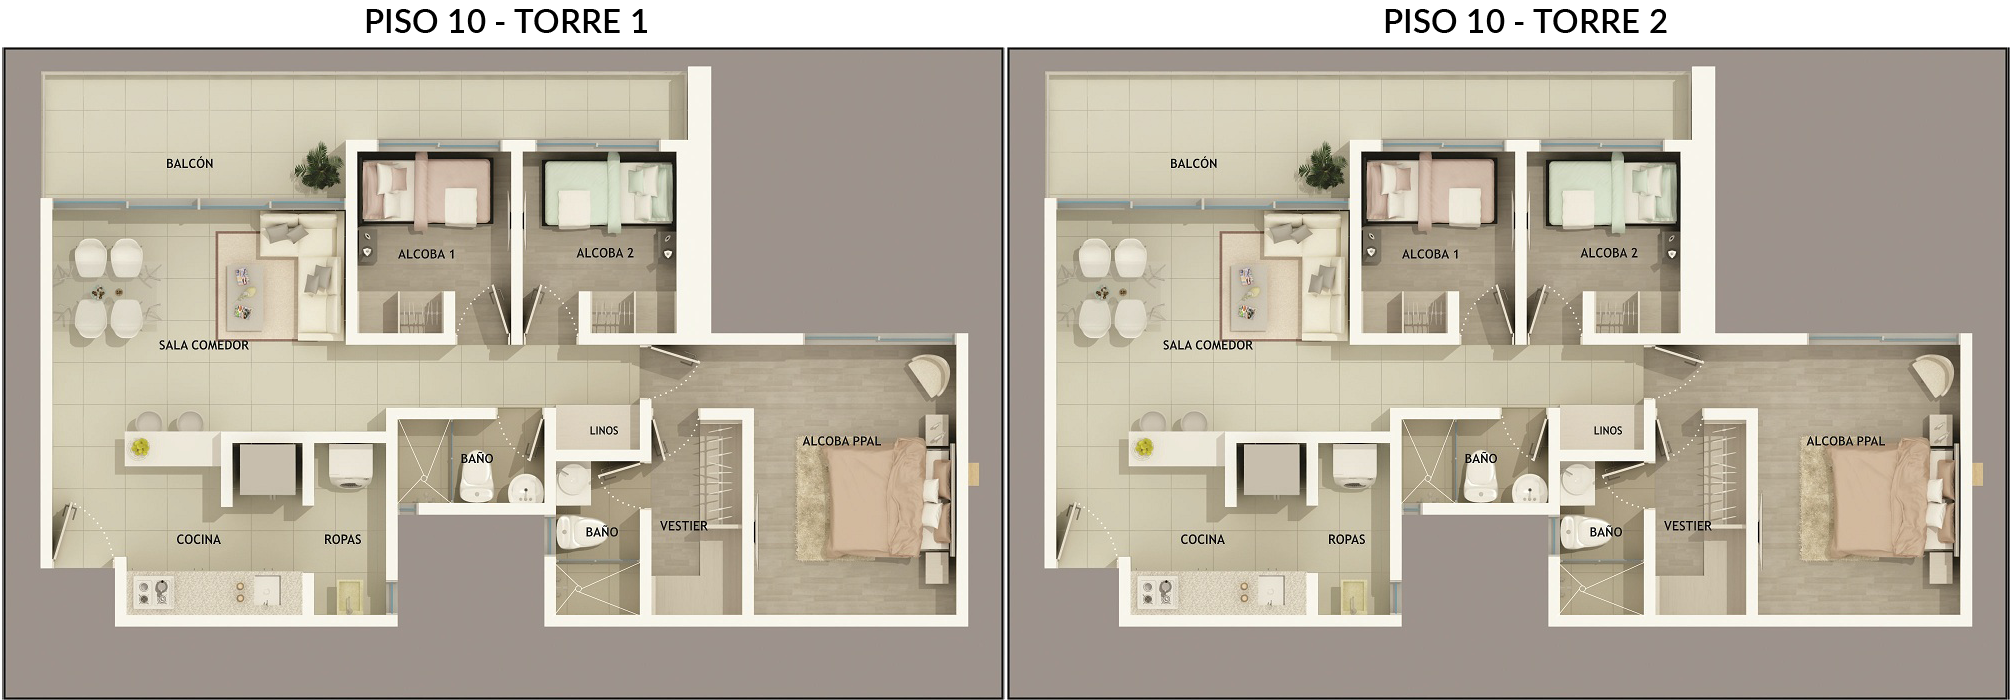 PISO 10 - TORRE 1
BALCÓN
ALCOBA 1
ALCOBA 2
SALA COMEDOR
LINOS
ALCOBA PPAL
BAÑO
VESTIER
BAÑO
COCINA
ROPAS
PISO 10 - TORRE 2
BALCÓN
ALCOBA 1
ALCOBA 2
SALA COMEDOR
LINOS
ALCOBA PPAL
BAÑO
VESTIER
BAÑO
COCINA
ROPAS